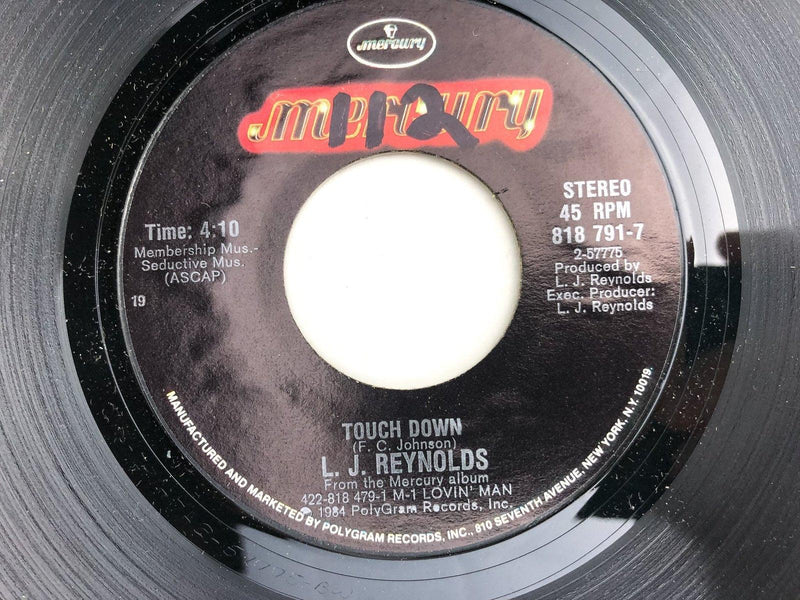 mercury
mercury
112
Time: 4:10
Membership Mus.-
Seductive Mus.
(ASCAP)
19
STEREO
45 RPM
818 791-7
2-57775
Produced by
L. J. Reynolds
Exec. Producer:
L. J. Reynolds
TOUCH DOWN
(F. C. Johnson)
L. J. REYNOLDS
From the Mercury album
422-818 479-1 M-1 LOVIN' MAN
℗ 1984 PolyGram Records, Inc.
MANUFACTURED AND MARKETED BY POLYGRAM RECORDS, INC., 810 SEVENTH AVENUE, NEW YORK, N.Y. 10019.